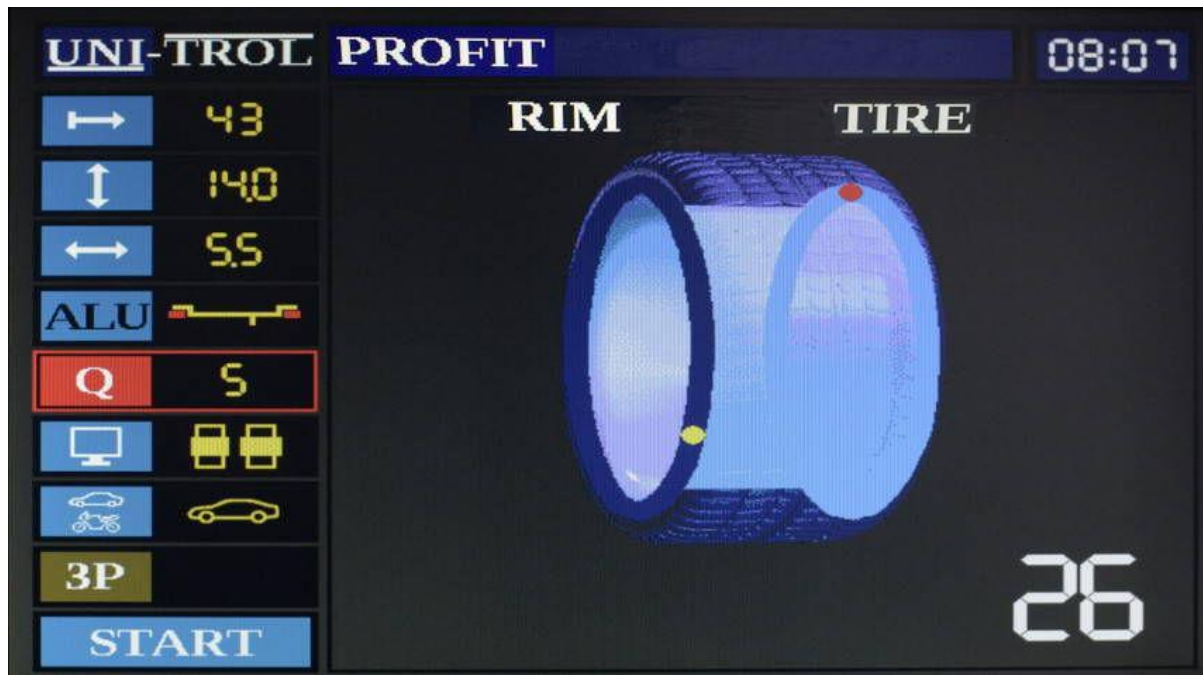 UNI-TROL PROFIT 08:07
RIM TIRE
43
14.0
5.5
ALU
Q 5
3P
START
26